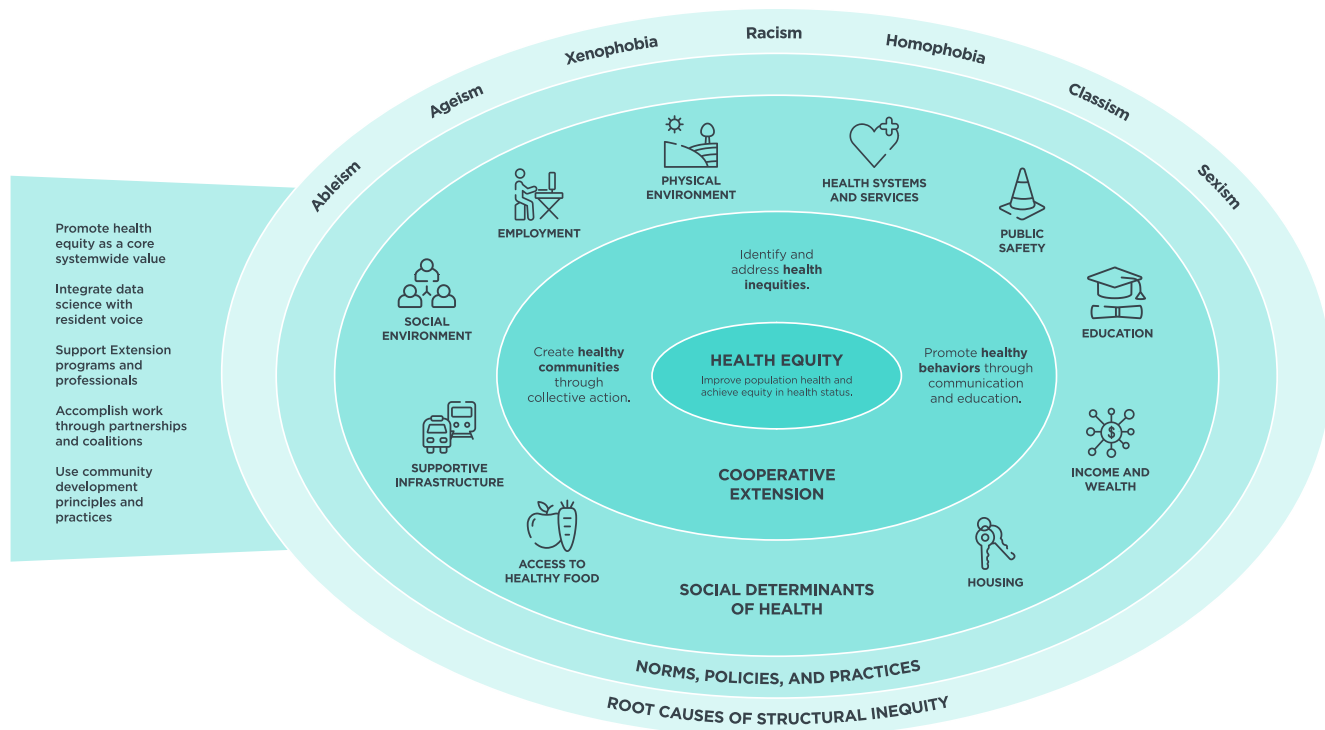 Ableism
Ageism
Xenophobia
Racism
Homophobia
Classism
Sexism
Promote health
equity as a core
systemwide value
Integrate data
science with
resident voice
Support Extension
programs and
professionals
Accomplish work
through partnerships
and coalitions
Use community
development
principles and
practices
PHYSICAL
ENVIRONMENT
HEALTH SYSTEMS
AND SERVICES
EMPLOYMENT
PUBLIC
SAFETY
SOCIAL
ENVIRONMENT
EDUCATION
SUPPORTIVE
INFRASTRUCTURE
INCOME AND
WEALTH
ACCESS TO
HEALTHY FOOD
HOUSING
Identify and
address health
inequities.
Create healthy
communities
through
collective action.
HEALTH EQUITY
Improve population health and
achieve equity in health status.
Promote healthy
behaviors through
communication
and education.
COOPERATIVE
EXTENSION
SOCIAL DETERMINANTS
OF HEALTH
NORMS, POLICIES, AND PRACTICES
ROOT CAUSES OF STRUCTURAL INEQUITY
$